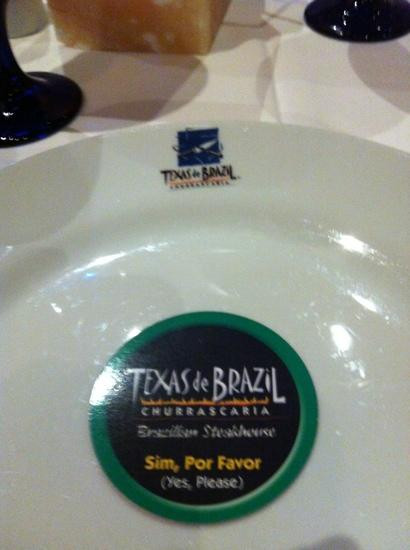 TEXAS de BRAZIL
CHURRASCARIA
TEXAS de BRAZIL
CHURRASCARIA
Brazilian Steakhouse
Sim, Por Favor
(Yes, Please)